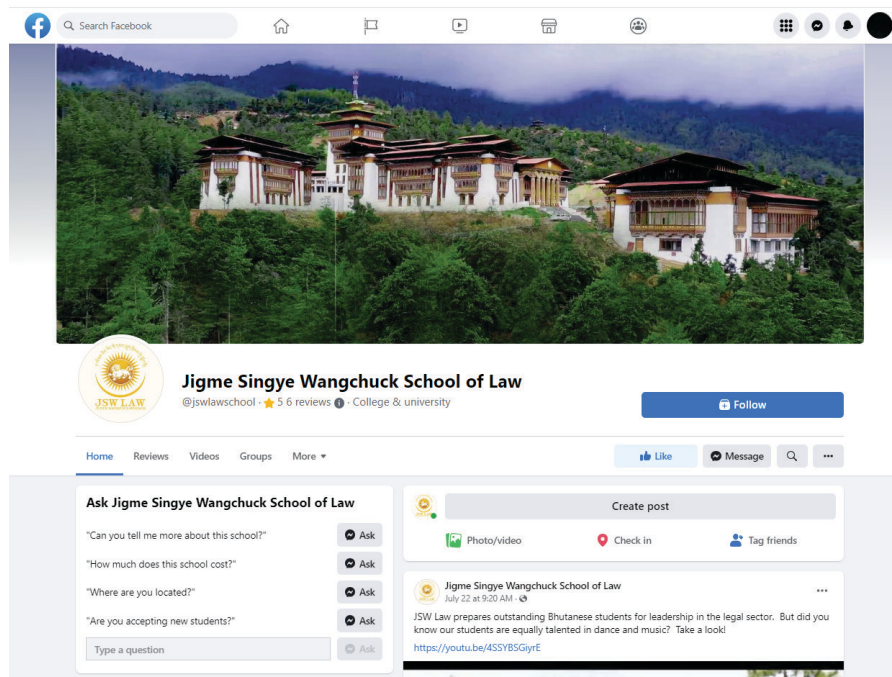 Search Facebook
JSW LAW
Jigme Singye Wangchuck School of Law
@jswlawschool · 5 6 reviews · College & university
Follow
Home Reviews Videos Groups More
Like Message
Ask Jigme Singye Wangchuck School of Law
"Can you tell me more about this school?" Ask
"How much does this school cost?" Ask
"Where are you located?" Ask
"Are you accepting new students?" Ask
Type a question Ask
Create post
Photo/video Check in Tag friends
Jigme Singye Wangchuck School of Law
July 22 at 9:20 AM ·
JSW Law prepares outstanding Bhutanese students for leadership in the legal sector. But did you
know our students are equally talented in dance and music? Take a look!
https://youtu.be/4SSYBSGiyrE